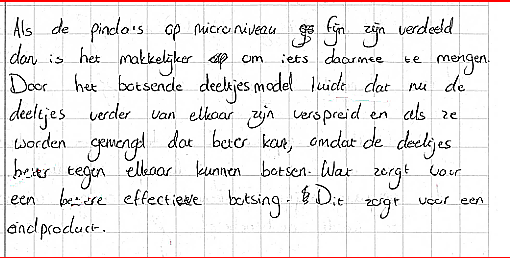 Als de pinda's op microniveau fijn zijn verdeeld
dan is het makkelijker om iets daarmee te mengen.
Door het botsende deeltjesmodel luidt dat nu de
deeltjes verder van elkaar zijn verspreid en als ze
worden gemengd dat beter kan, omdat de deeltjes
beter tegen elkaar kunnen botsen. Wat zorgt voor
een betere effectieve botsing. Dit zorgt voor een
eindproduct.